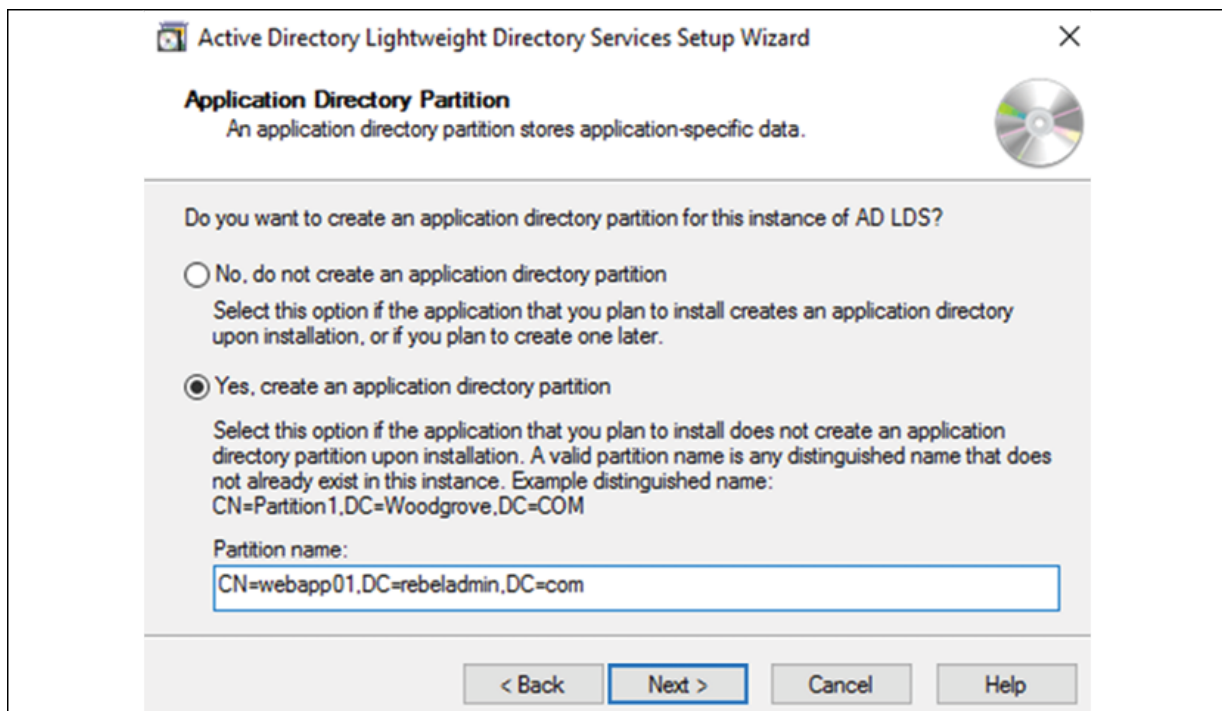 Active Directory Lightweight Directory Services Setup Wizard
Application Directory Partition
An application directory partition stores application-specific data.
Do you want to create an application directory partition for this instance of AD LDS?
No, do not create an application directory partition
Select this option if the application that you plan to install creates an application directory
upon installation, or if you plan to create one later.
Yes, create an application directory partition
Select this option if the application that you plan to install does not create an application
directory partition upon installation. A valid partition name is any distinguished name that does
not already exist in this instance. Example distinguished name:
CN=Partition1,DC=Woodgrove,DC=COM
Partition name:
CN=webapp01,DC=rebeladmin,DC=com
< Back Next > Cancel Help